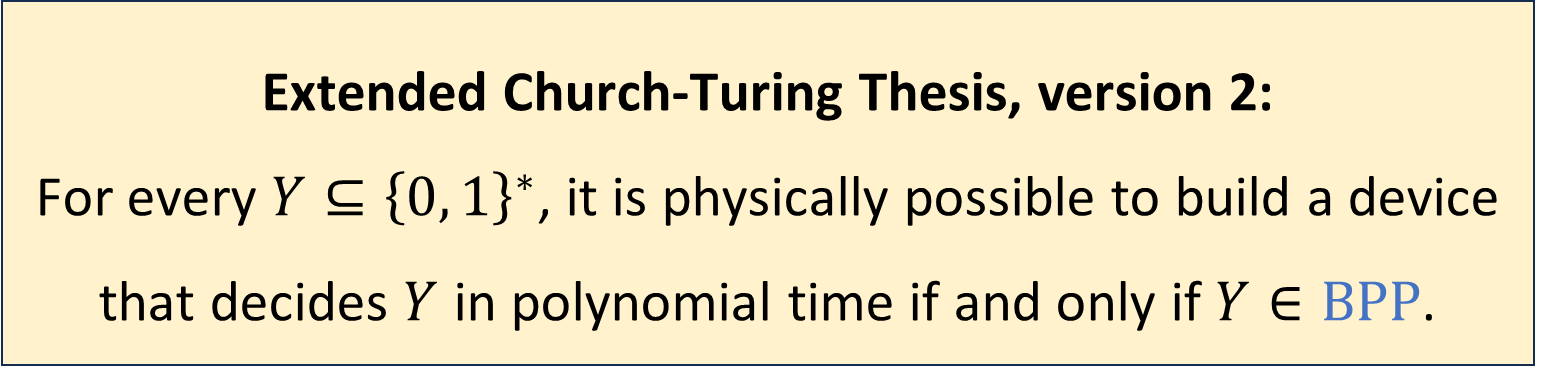 Extended Church-Turing Thesis, version 2:
For every 𝑌 ⊆ {0, 1}*, it is physically possible to build a device
that decides 𝑌 in polynomial time if and only if 𝑌 ∈ BPP.